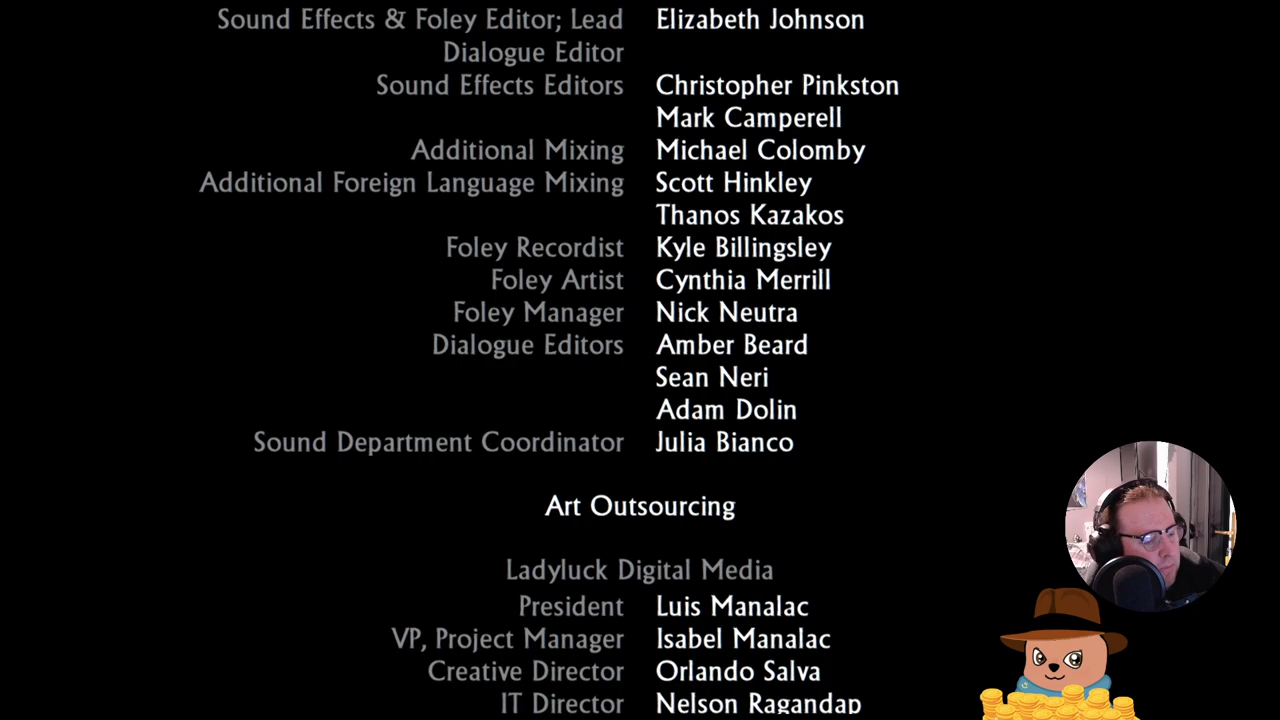 Sound Effects & Foley Editor; Lead Elizabeth Johnson
Dialogue Editor
Sound Effects Editors Christopher Pinkston
Mark Camperell
Additional Mixing Michael Colomby
Additional Foreign Language Mixing Scott Hinkley
Thanos Kazakos
Foley Recordist Kyle Billingsley
Foley Artist Cynthia Merrill
Foley Manager Nick Neutra
Dialogue Editors Amber Beard
Sean Neri
Adam Dolin
Sound Department Coordinator Julia Bianco
Art Outsourcing
Ladyluck Digital Media
President Luis Manalac
VP, Project Manager Isabel Manalac
Creative Director Orlando Salva
IT Director Nelson Ragandap